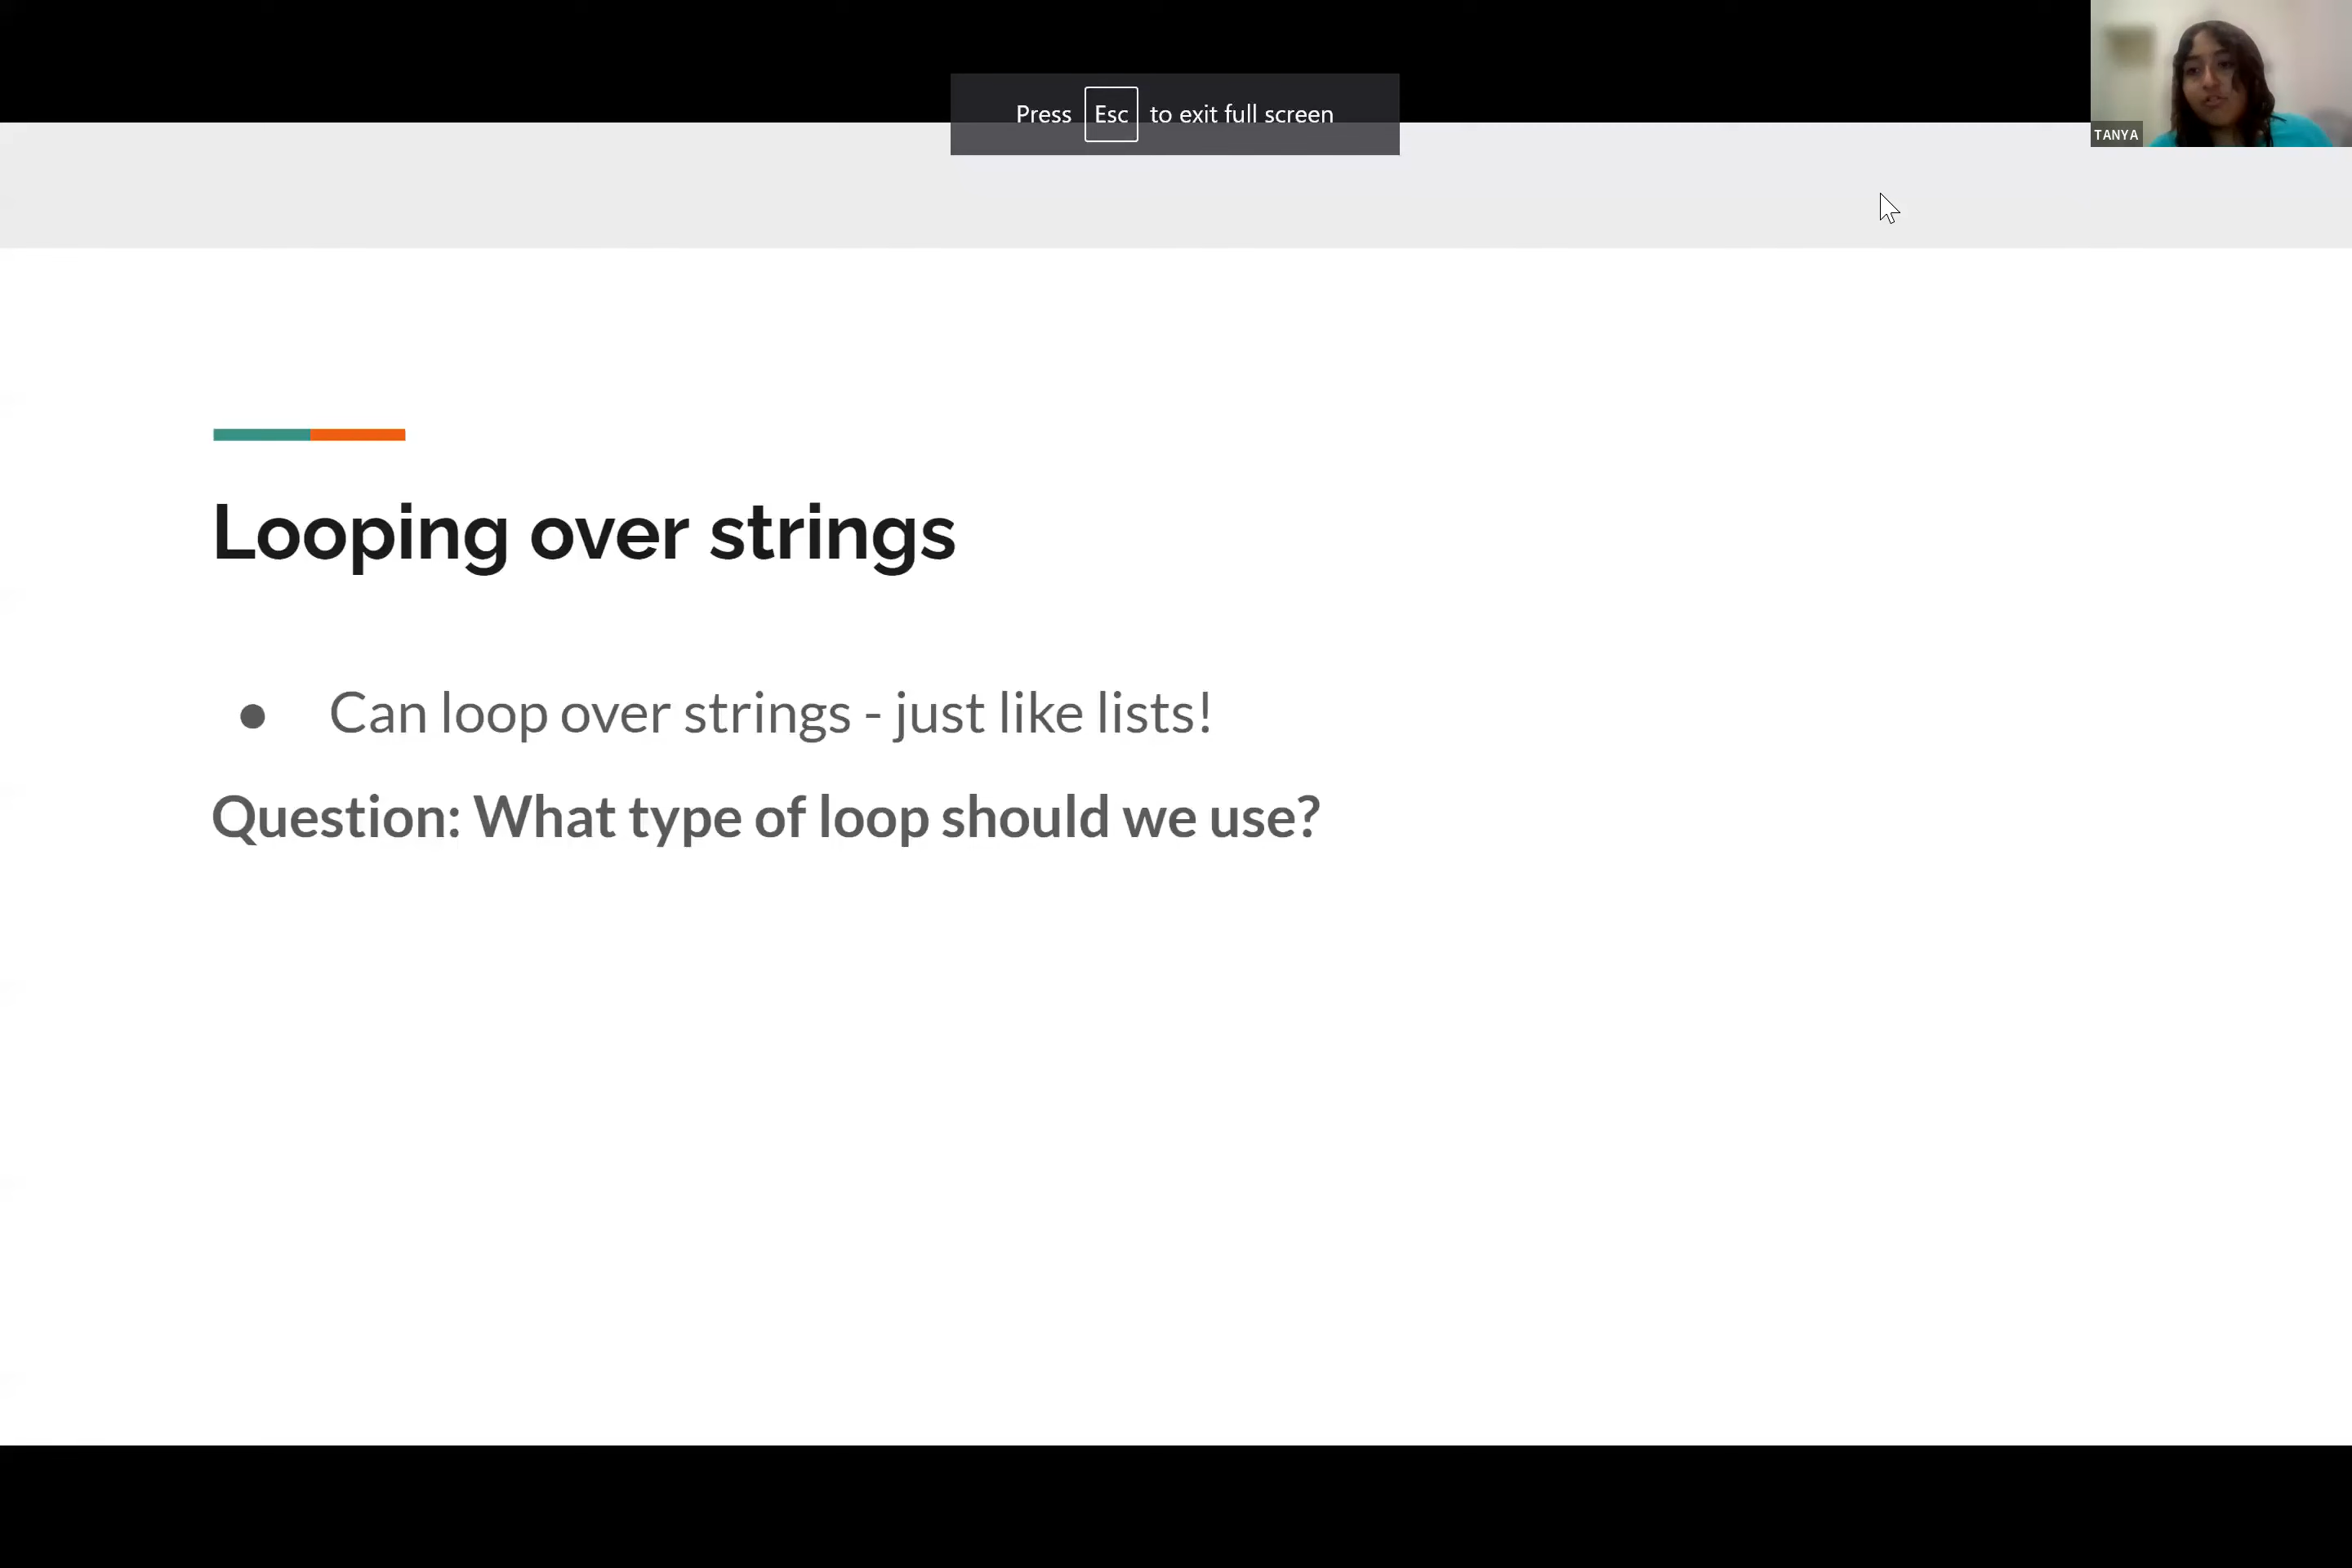 Press Esc to exit full screen
TANYA
Looping over strings
● Can loop over strings - just like lists!
Question: What type of loop should we use?